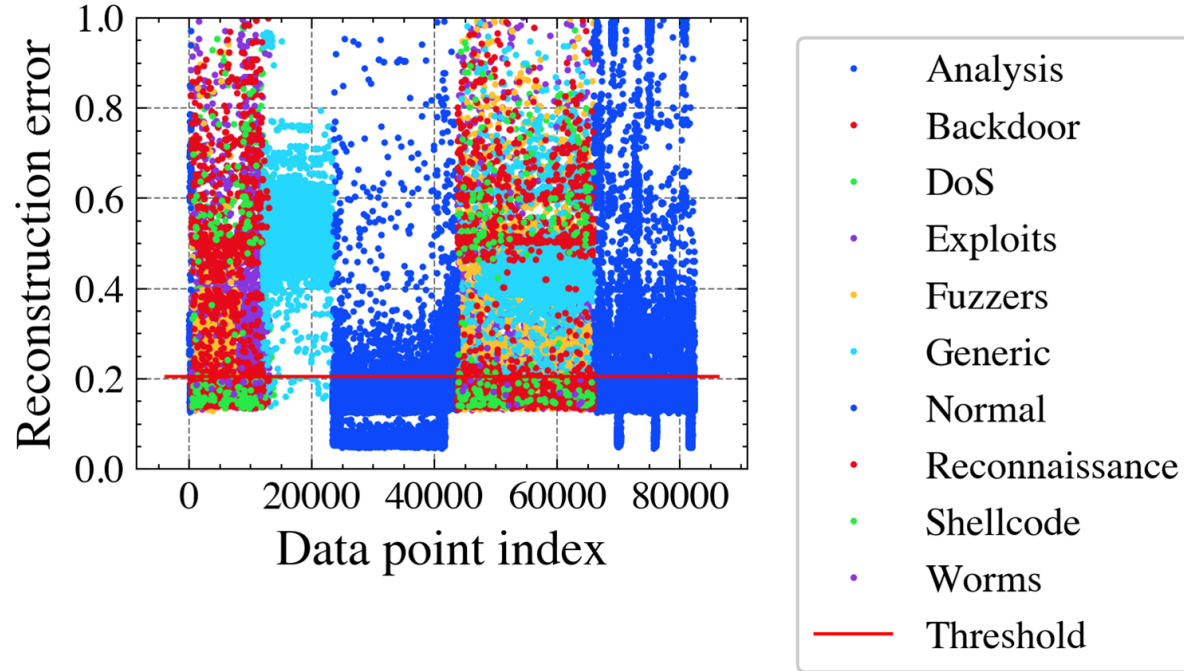 1.0
0.8
0.6
0.4
0.2
0.0
Reconstruction error
0 20000 40000 60000 80000
Data point index
Analysis
Backdoor
DoS
Exploits
Fuzzers
Generic
Normal
Reconnaissance
Shellcode
Worms
Threshold